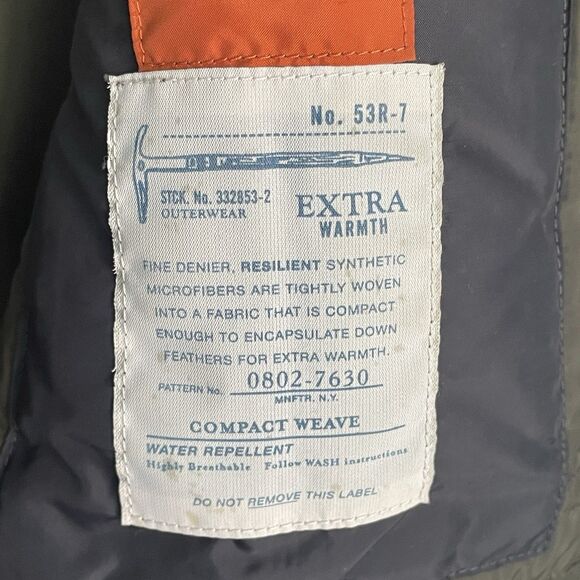 No. 53R-7
STCK. No. 332853-2
OUTERWEAR
EXTRA
WARMTH
FINE DENIER, RESILIENT SYNTHETIC
MICROFIBERS ARE TIGHTLY WOVEN
INTO A FABRIC THAT IS COMPACT
ENOUGH TO ENCAPSULATE DOWN
FEATHERS FOR EXTRA WARMTH.
PATTERN No. 0802-7630
MNFTR. N.Y.
COMPACT WEAVE
WATER REPELLENT
Highly Breathable Follow WASH instructions
DO NOT REMOVE THIS LABEL